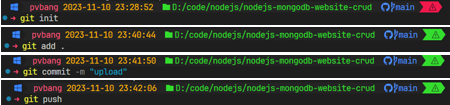 pvbang 2023-11-10 23:28:52 D:/code/nodejs/nodejs-mongodb-website-crud main
→ git init
pvbang 2023-11-10 23:40:44 D:/code/nodejs/nodejs-mongodb-website-crud main
→ git add .
pvbang 2023-11-10 23:41:50 D:/code/nodejs/nodejs-mongodb-website-crud main
→ git commit -m "upload"
pvbang 2023-11-10 23:42:06 D:/code/nodejs/nodejs-mongodb-website-crud main
→ git push